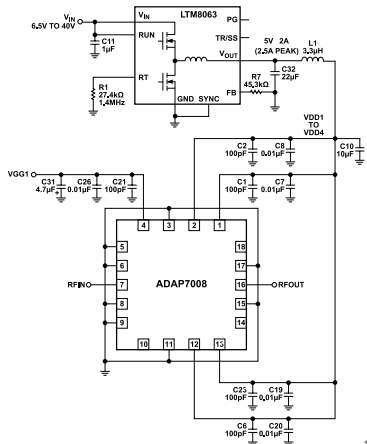 VIN
6.5V TO 40V
C11
1µF
VIN
LTM8063
RUN
PG
TR/SS
VOUT
5V 2A
(2.5A PEAK)
L1
3.3µH
RT
R1
27.4kΩ
1.4MHz
FB
R7
45.3kΩ
C32
22µF
GND SYNC
VDD1
TO
VDD4
C2
100pF
C8
0.01µF
C10
10µF
VGG1
C31
4.7µF
+
C26
0.01µF
C21
100pF
C1
100pF
C7
0.01µF
4
3
2
1
5
6
7
8
9
18
17
16
15
14
RFIN
ADAP7008
RFOUT
10
11
12
13
C25
100pF
C19
0.01µF
C6
100pF
C20
0.01µF